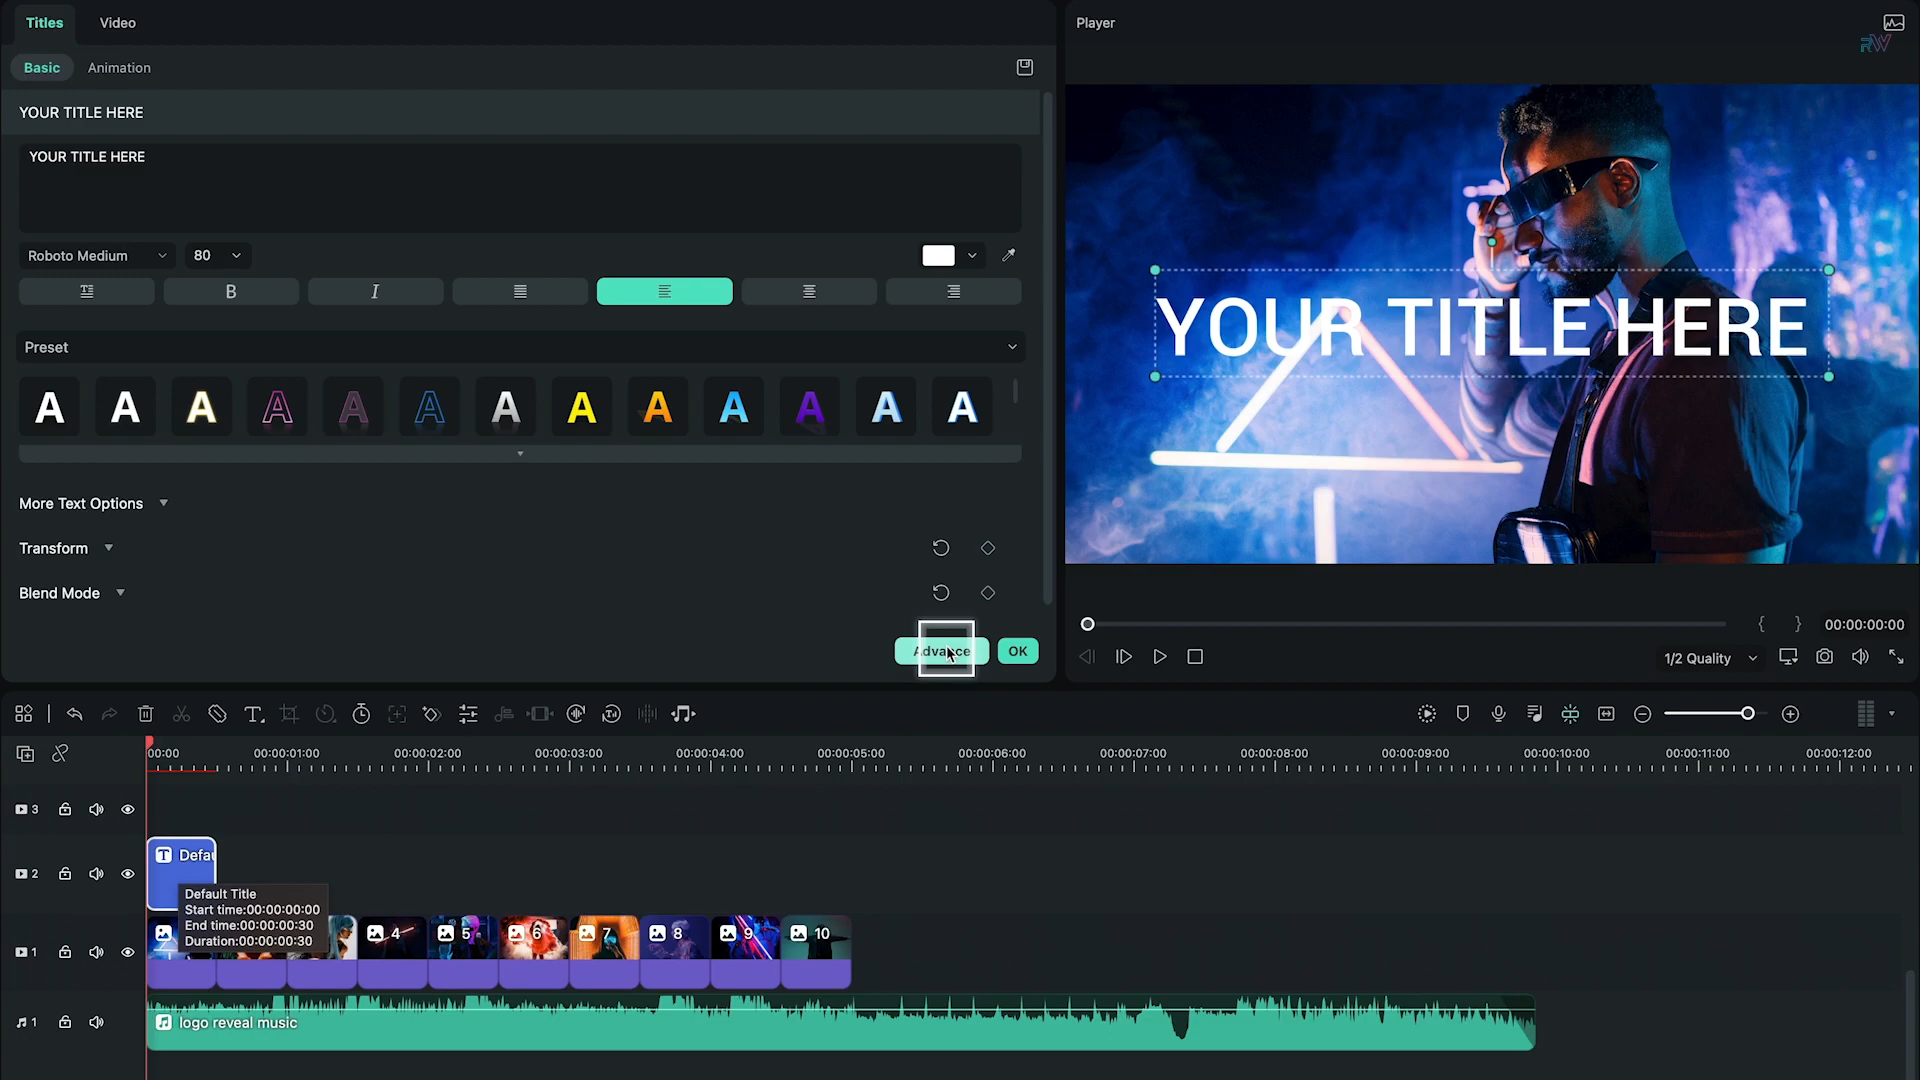 Titles Video
Player
RW
Basic Animation
YOUR TITLE HERE
YOUR TITLE HERE
Roboto Medium 80
B I
Preset
A A A A A A A A A A A A A
More Text Options
Transform
Blend Mode
Advance OK
YOUR TITLE HERE
{ } 00:00:00:00
1/2 Quality
00:00 00:00:01:00 00:00:02:00 00:00:03:00 00:00:04:00 00:00:05:00 00:00:06:00 00:00:07:00 00:00:08:00 00:00:09:00 00:00:10:00 00:00:11:00 00:00:12:00
3
2
T Defau
Default Title
Start time:00:00:00:00
End time:00:00:00:30
Duration:00:00:00:30
1
4 5 6 7 8 9 10
1
logo reveal music